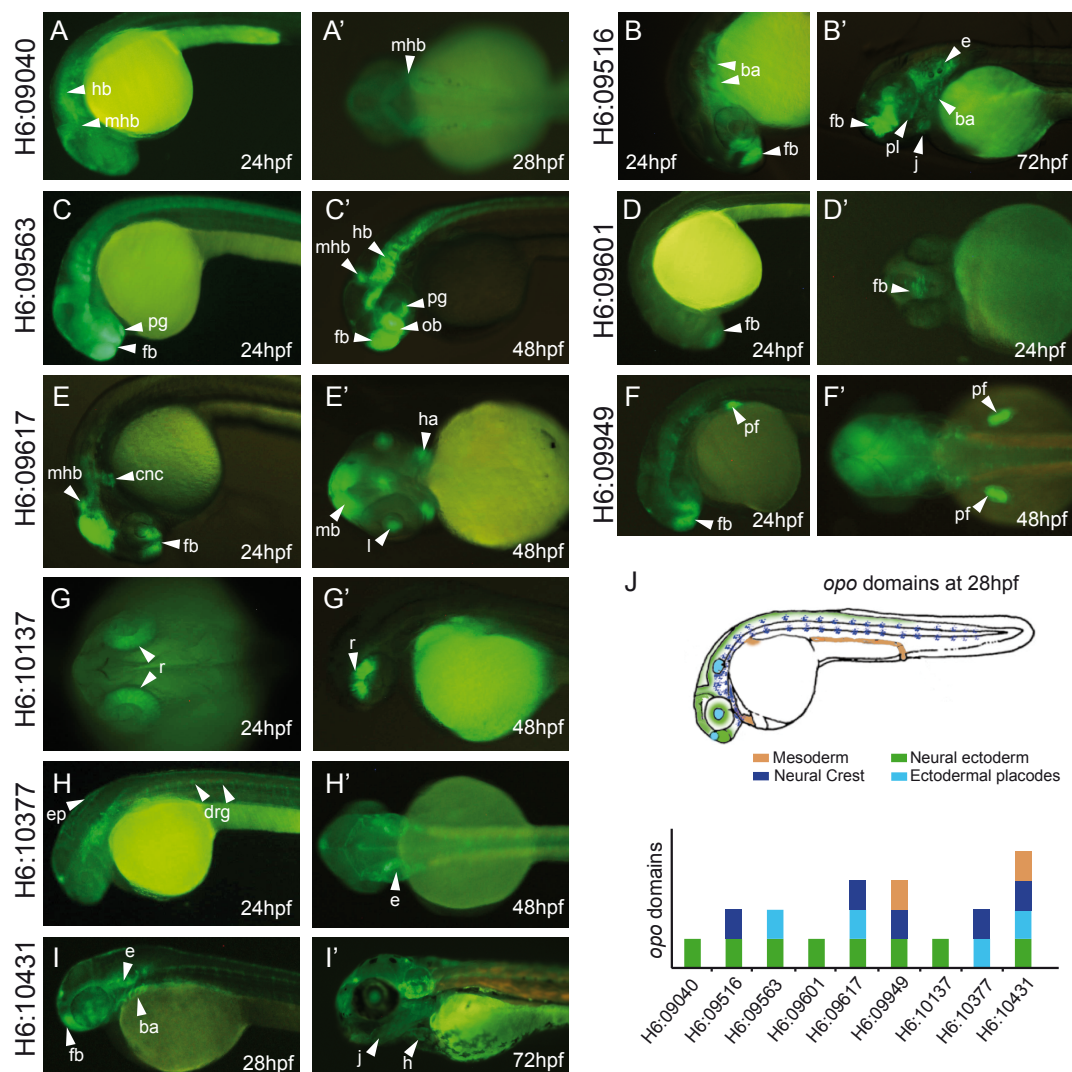 H6:09040
A
hb
mhb
24hpf
A'
mhb
28hpf
H6:09516
B
ba
fb
24hpf
B'
e
ba
fb
pl
j
72hpf
H6:09563
C
pg
fb
24hpf
C'
hb
mhb
pg
ob
fb
48hpf
H6:09601
D
fb
24hpf
D'
fb
24hpf
H6:09617
E
cnc
mhb
fb
24hpf
E'
ha
mb
l
48hpf
H6:09949
F
pf
fb
24hpf
F'
pf
pf
48hpf
H6:10137
G
r
24hpf
G'
r
48hpf
H6:10377
H
ep
drg
24hpf
H'
e
48hpf
H6:10431
I
e
ba
fb
28hpf
I'
j
h
72hpf
J
opo domains at 28hpf
Mesoderm
Neural ectoderm
Neural Crest
Ectodermal placodes
opo domains
H6:09040
H6:09516
H6:09563
H6:09601
H6:09617
H6:09949
H6:10137
H6:10377
H6:10431